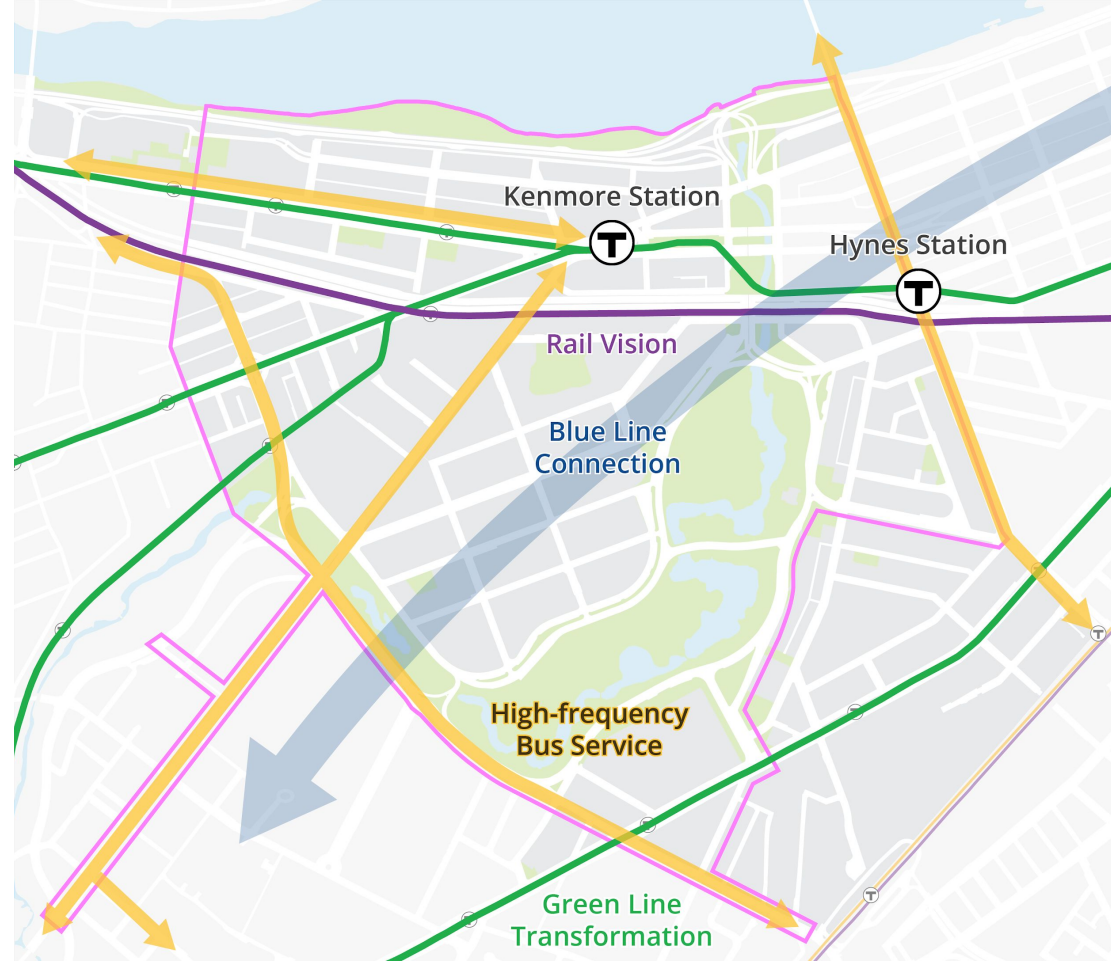 Kenmore Station
T
Hynes Station
T
Rail Vision
Blue Line
Connection
High-frequency
Bus Service
Green Line
Transformation
T
T
T
T
T
T
T
T
T
T
T
T
T